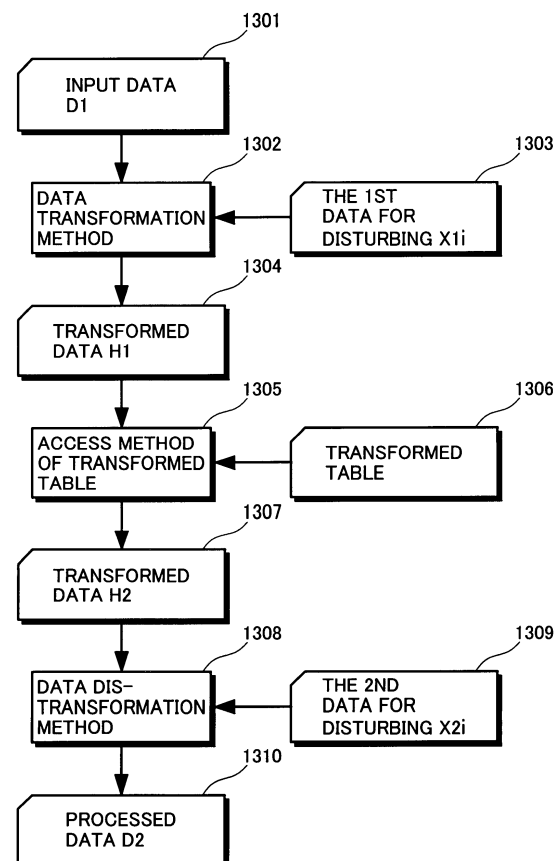 1301
INPUT DATA
D1
1302
DATA
TRANSFORMATION
METHOD
1303
THE 1ST
DATA FOR
DISTURBING X1i
1304
TRANSFORMED
DATA H1
1305
ACCESS METHOD
OF TRANSFORMED
TABLE
1306
TRANSFORMED
TABLE
1307
TRANSFORMED
DATA H2
1308
DATA DIS-
TRANSFORMATION
METHOD
1309
THE 2ND
DATA FOR
DISTURBING X2i
1310
PROCESSED
DATA D2